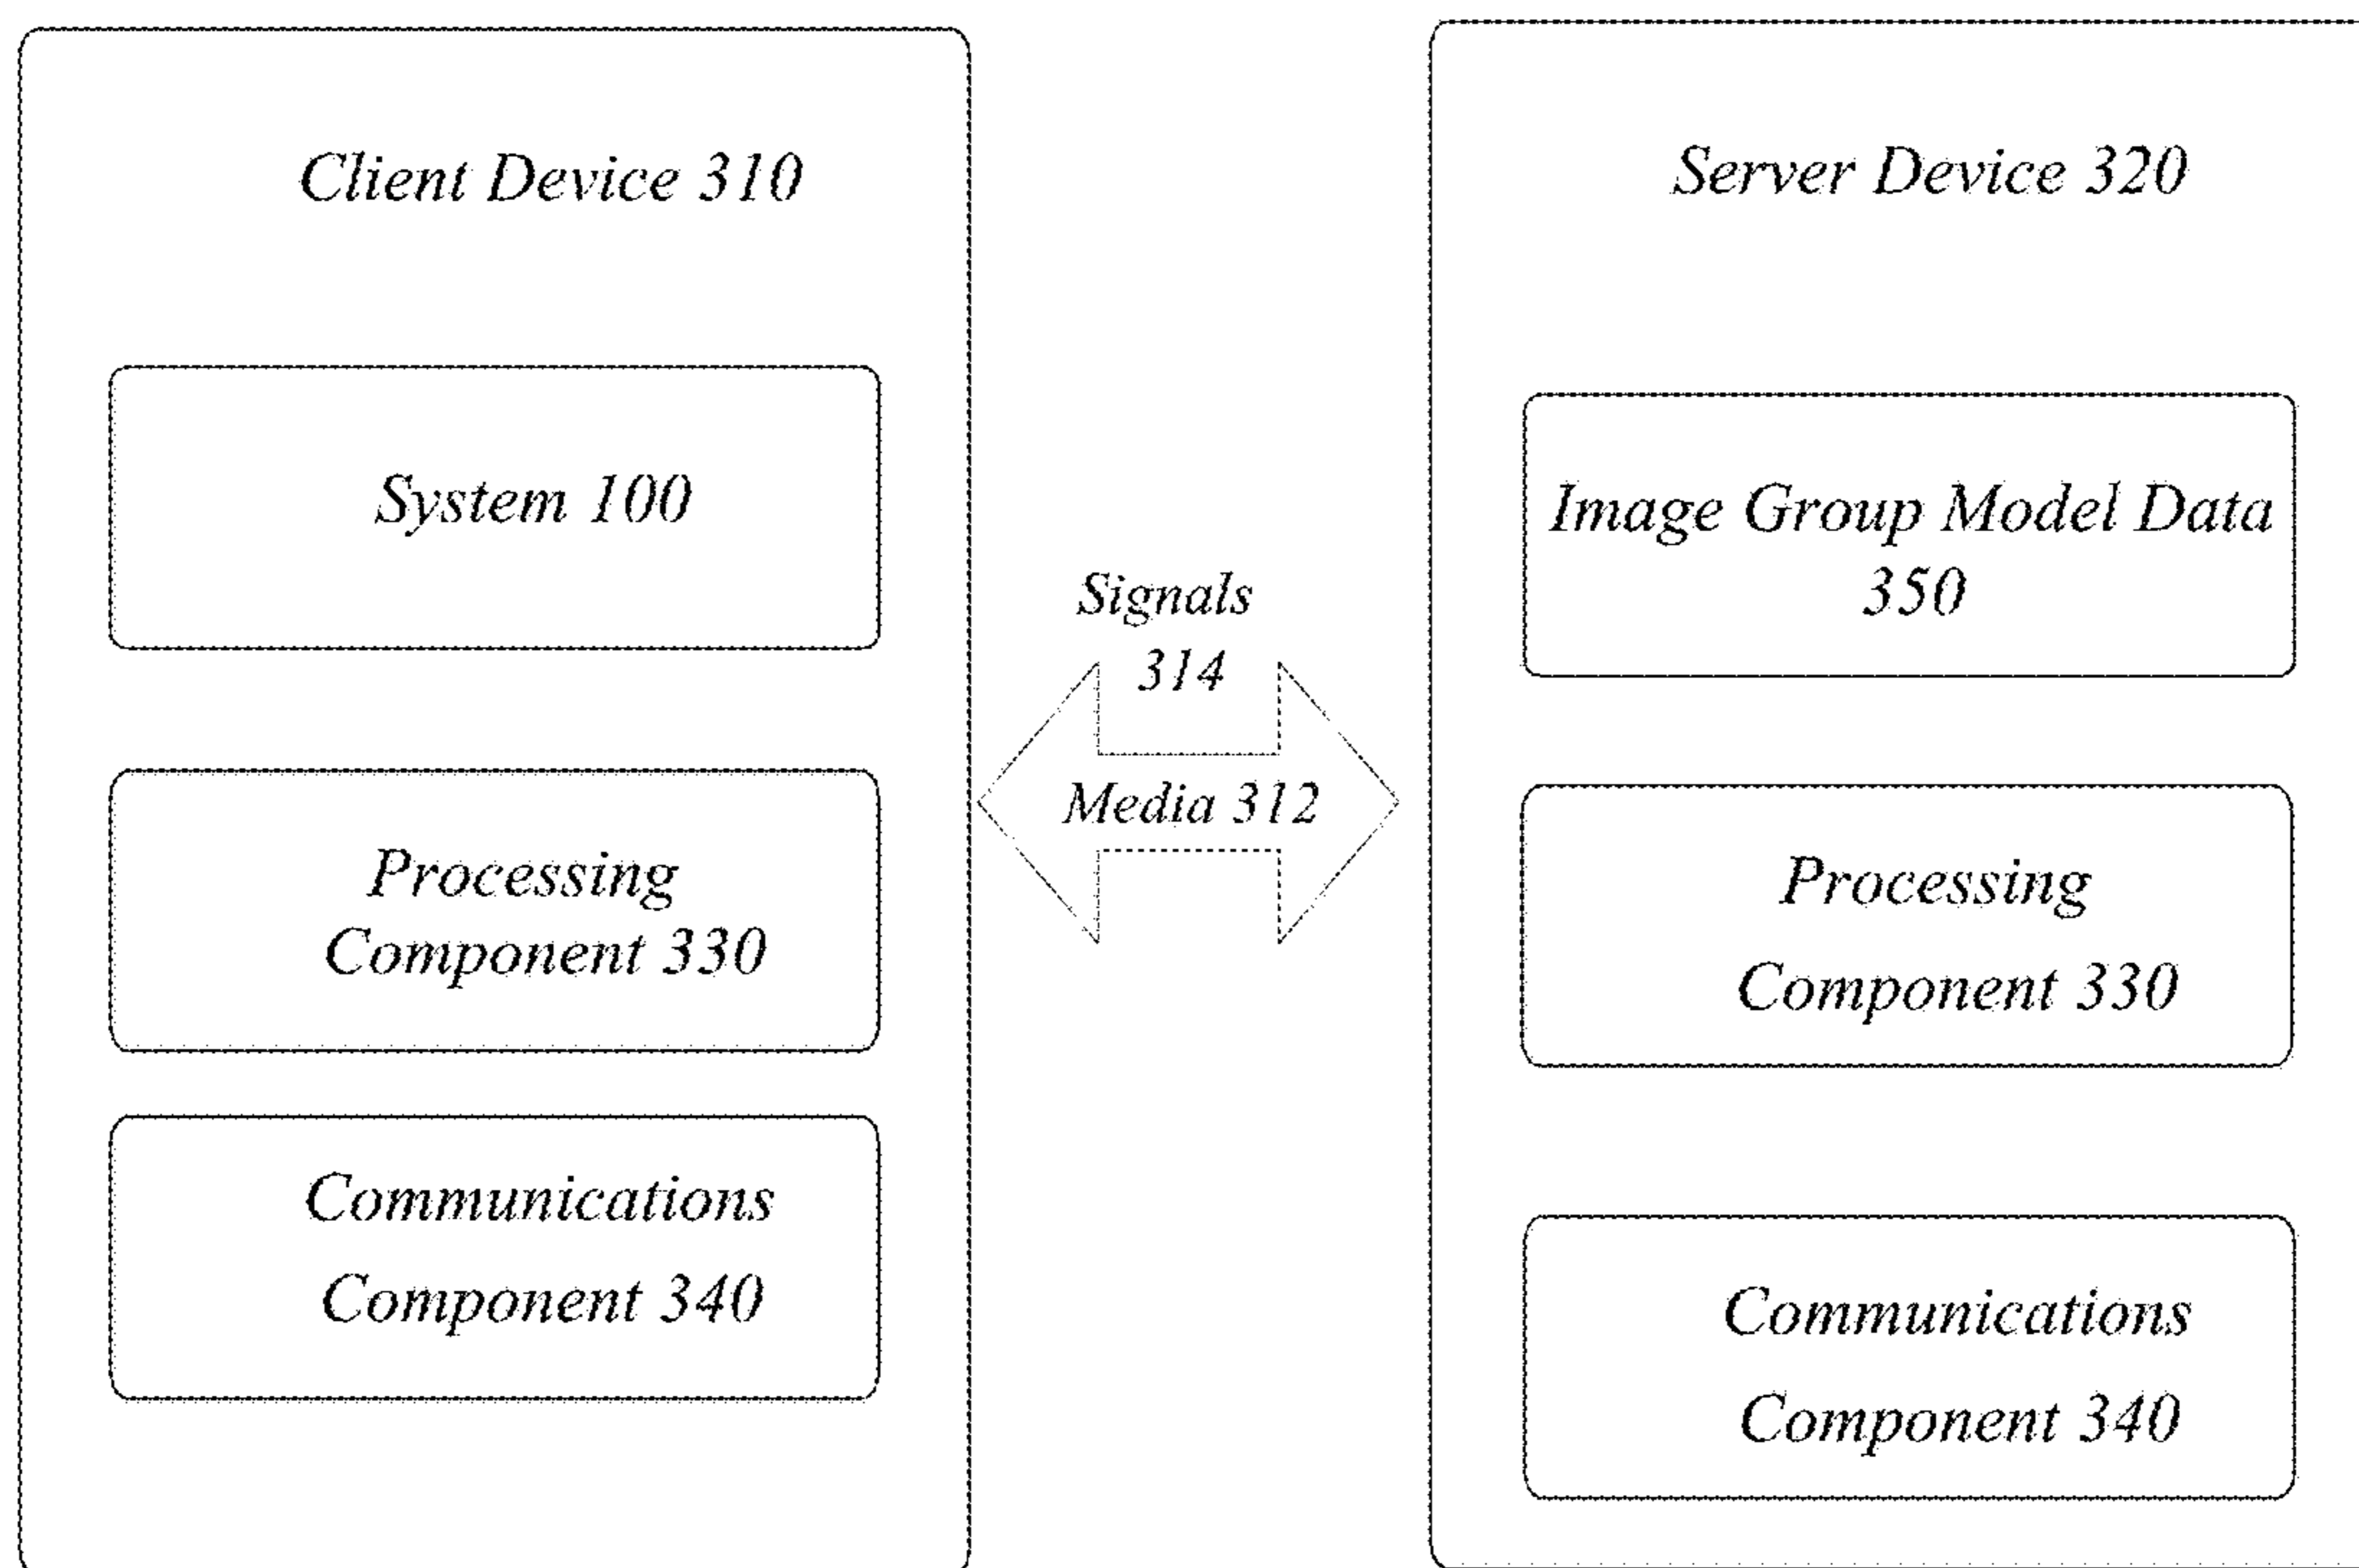 Client Device 310
System 100
Processing
Component 330
Communications
Component 340
Signals
314
Media 312
Server Device 320
Image Group Model Data
350
Processing
Component 330
Communications
Component 340